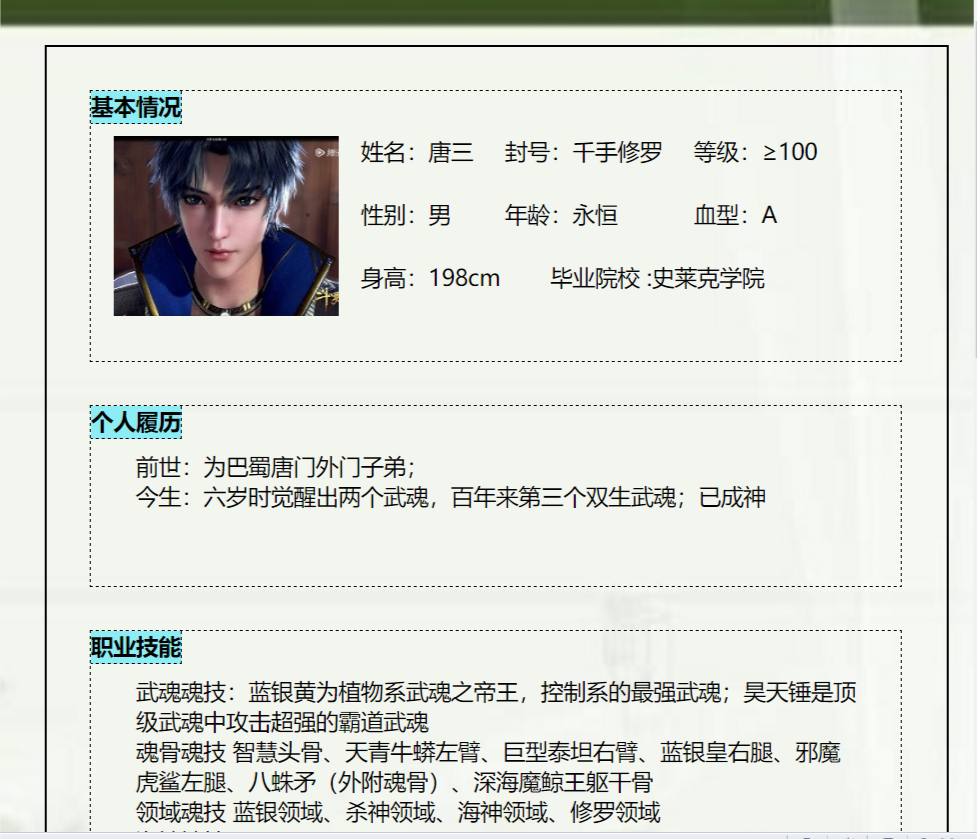 基本情况
姓名：唐三 封号：千手修罗 等级：≥100
性别：男 年龄：永恒 血型：A
身高：198cm 毕业院校 :史莱克学院
个人履历
前世：为巴蜀唐门外门子弟；
今生：六岁时觉醒出两个武魂，百年来第三个双生武魂；已成神
职业技能
武魂魂技：蓝银黄为植物系武魂之帝王，控制系的最强武魂；昊天锤是顶
级武魂中攻击超强的霸道武魂
魂骨魂技 智慧头骨、天青牛蟒左臂、巨型泰坦右臂、蓝银皇右腿、邪魔
虎鲨左腿、八蛛矛（外附魂骨）、深海魔鲸王躯干骨
领域魂技 蓝银领域、杀神领域、海神领域、修罗领域